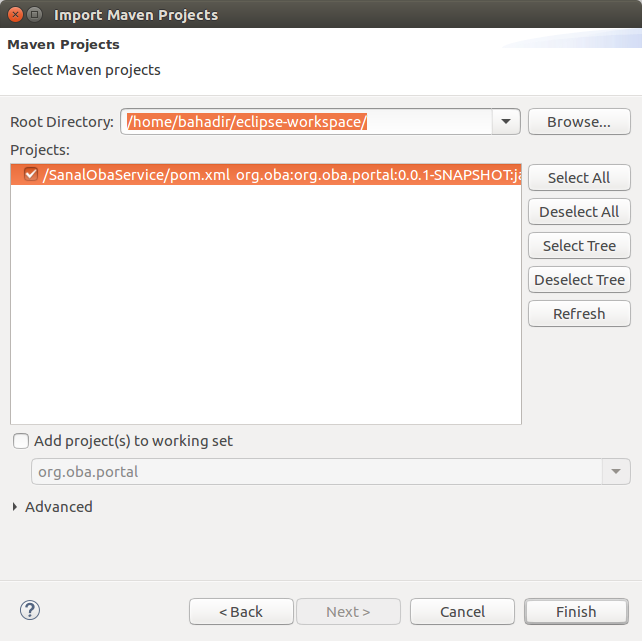 Import Maven Projects
Maven Projects
Select Maven projects
Root Directory: /home/bahadir/eclipse-workspace/ Browse...
Projects:
/SanalObaService/pom.xml org.oba:org.oba.portal:0.0.1-SNAPSHOT:ja
Select All
Deselect All
Select Tree
Deselect Tree
Refresh
Add project(s) to working set
org.oba.portal
Advanced
? < Back Next > Cancel Finish